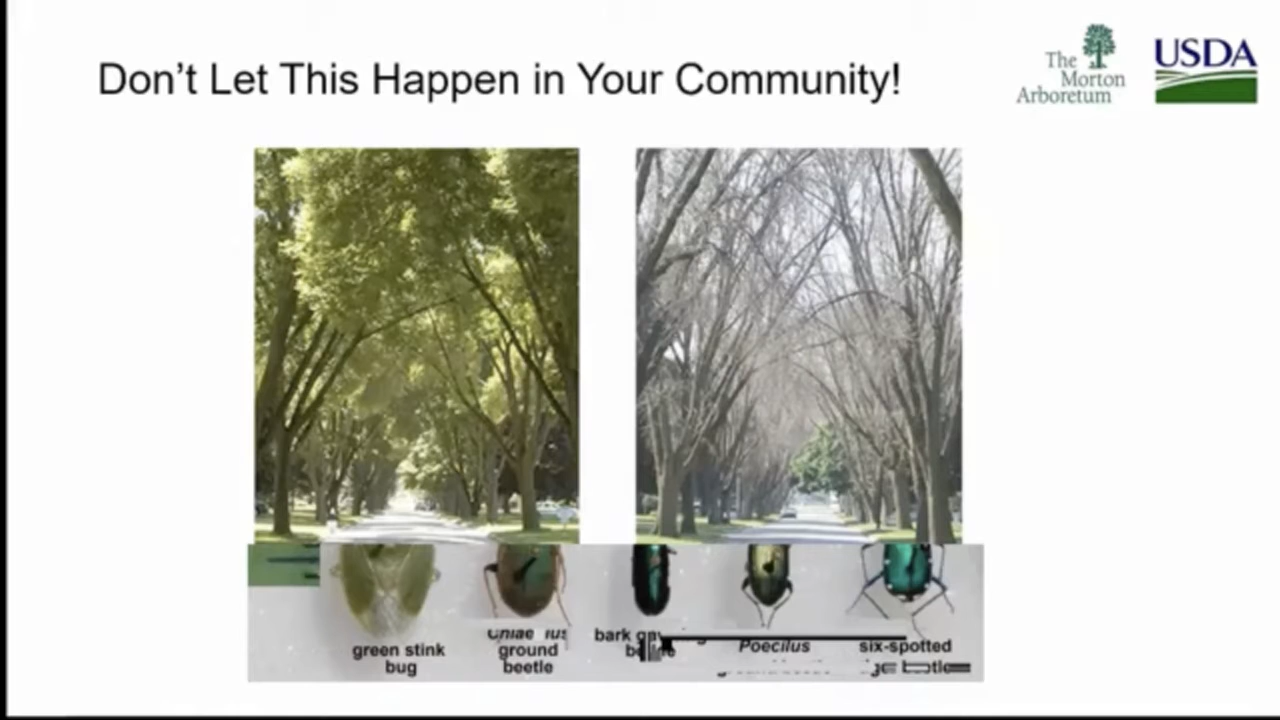 Don't Let This Happen in Your Community!
The
Morton
Arboretum
USDA
green stink
bug
ground
beetle
bark
Poecilus
six-spotted